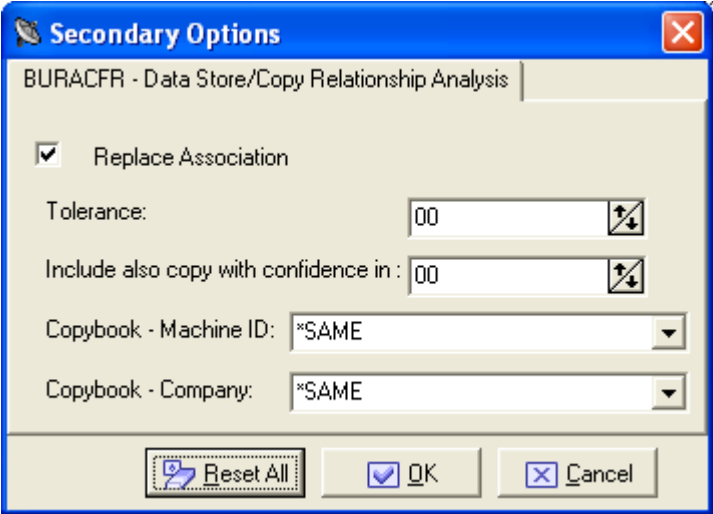 Secondary Options
BURACFR - Data Store/Copy Relationship Analysis
Replace Association
Tolerance: 00
Include also copy with confidence in : 00
Copybook - Machine ID: *SAME
Copybook - Company: *SAME
Reset All OK Cancel